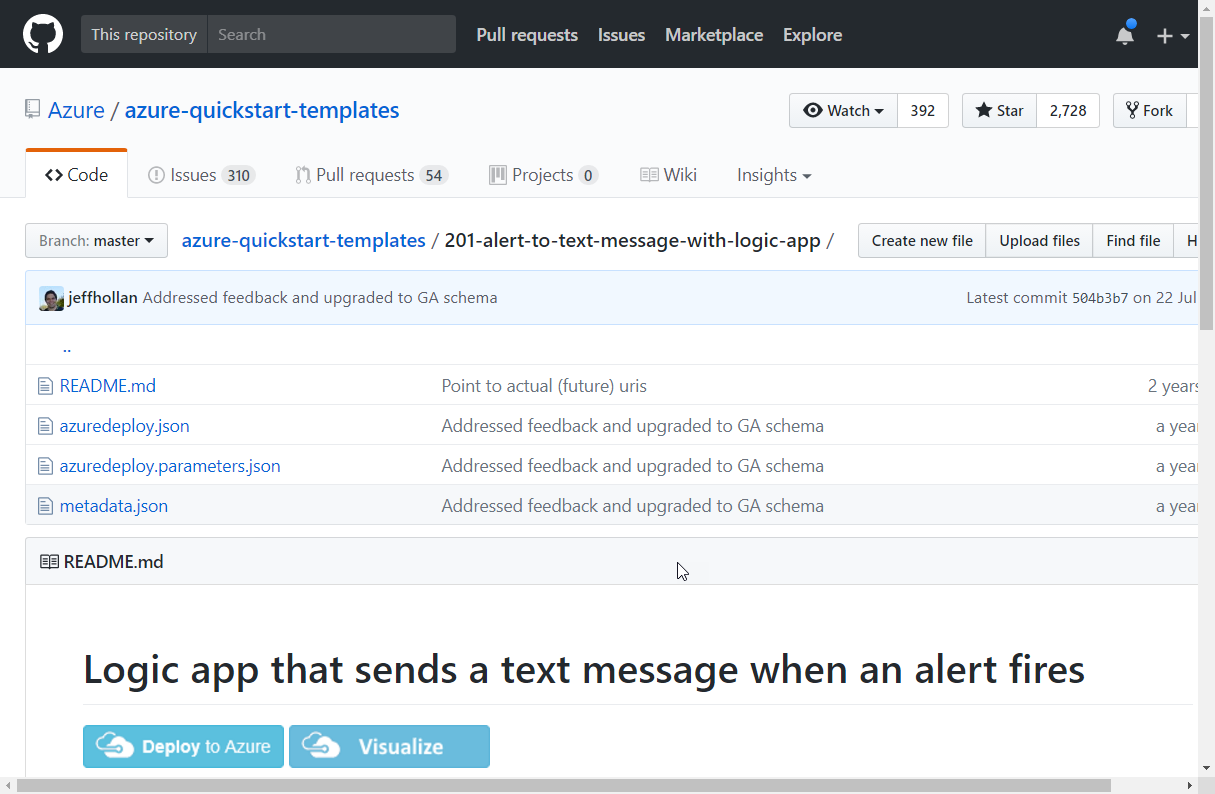 This repository Search Pull requests Issues Marketplace Explore
Azure / azure-quickstart-templates Watch 392 Star 2,728 Fork
Code Issues 310 Pull requests 54 Projects 0 Wiki Insights
Branch: master azure-quickstart-templates / 201-alert-to-text-message-with-logic-app / Create new file Upload files Find file H
jeffhollan Addressed feedback and upgraded to GA schema Latest commit 504b3b7 on 22 Jul
..
README.md Point to actual (future) uris 2 years
azuredeploy.json Addressed feedback and upgraded to GA schema a yea
azuredeploy.parameters.json Addressed feedback and upgraded to GA schema a yea
metadata.json Addressed feedback and upgraded to GA schema a yea
README.md
Logic app that sends a text message when an alert fires
Deploy to Azure Visualize